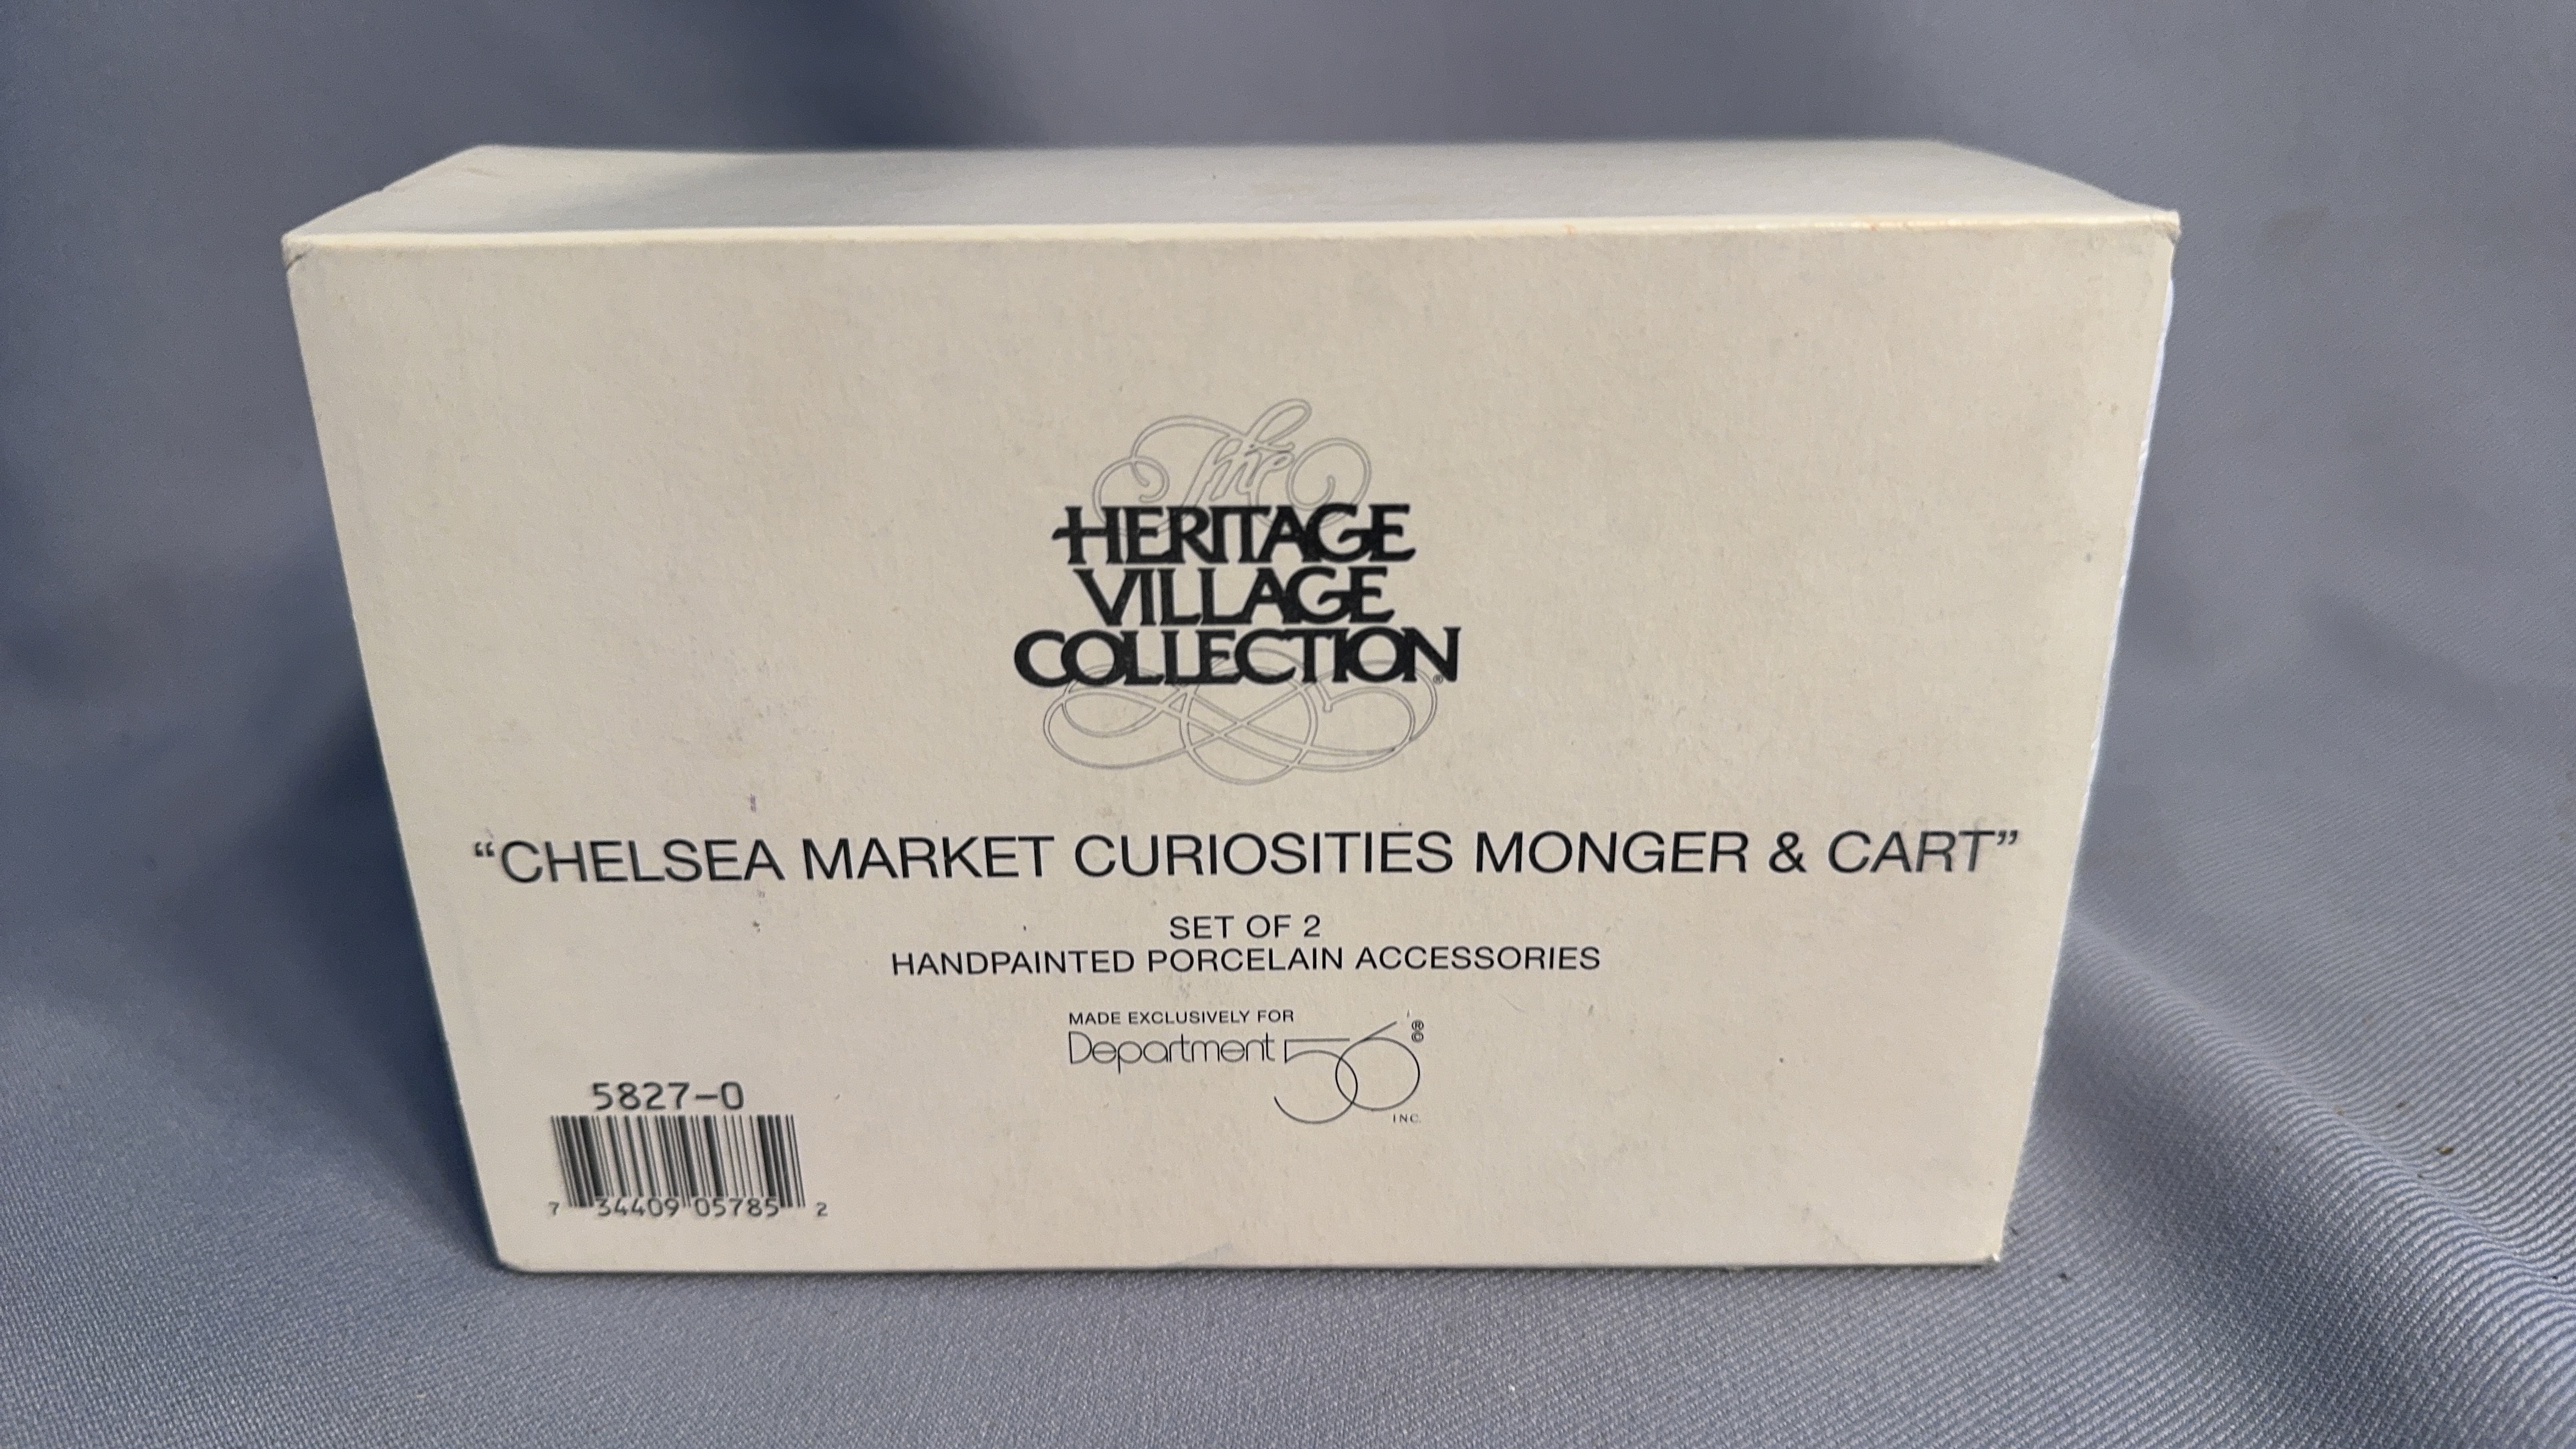 The
HERITAGE
VILLAGE
COLLECTION®
“CHELSEA MARKET CURIOSITIES MONGER & CART”
SET OF 2
HANDPAINTED PORCELAIN ACCESSORIES
MADE EXCLUSIVELY FOR
Department 56®©
INC.
5827-0
7 34409 05785 2